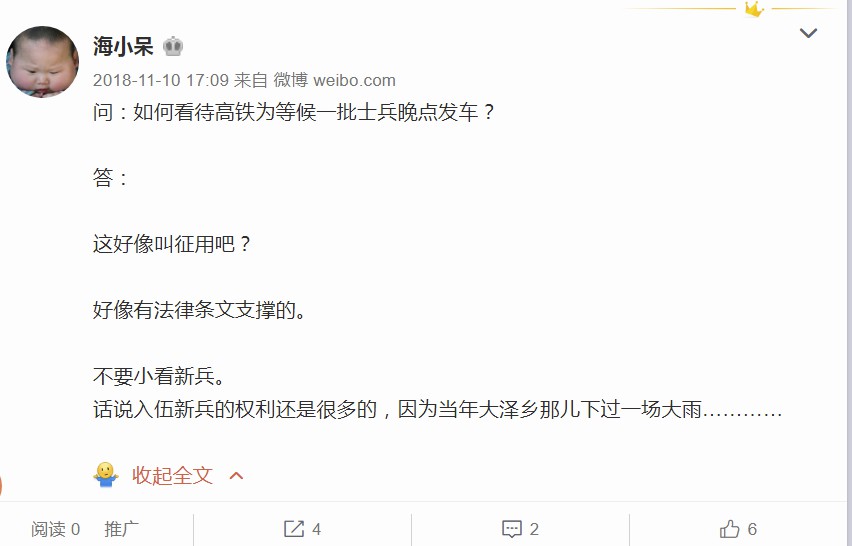 海小呆
2018-11-10 17:09 来自 微博 weibo.com
问：如何看待高铁为等候一批士兵晚点发车？
答：
这好像叫征用吧？
好像有法律条文支撑的。
不要小看新兵。
话说入伍新兵的权利还是很多的，因为当年大泽乡那儿下过一场大雨…………
收起全文
阅读 0 推广 4 2 6